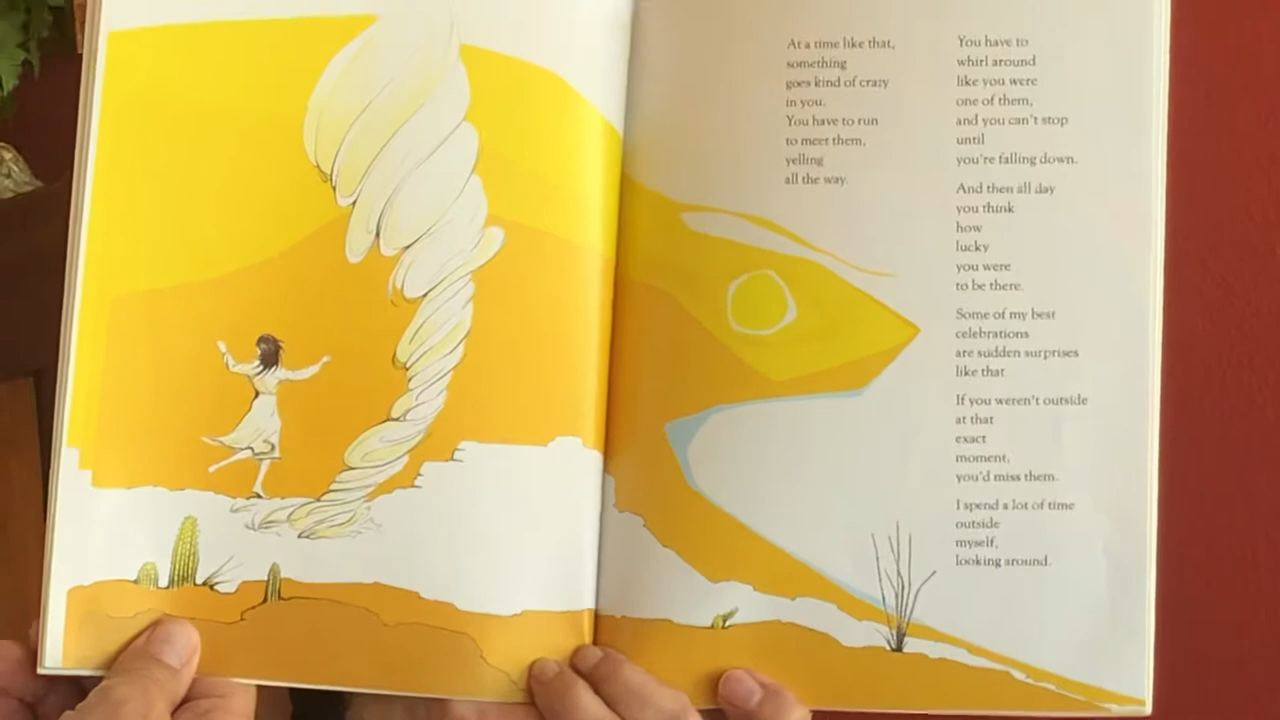 At a time like that,
something
goes kind of crazy
in you.
You have to run
to meet them,
yelling
all the way.
You have to
whirl around
like you were
one of them,
and you can't stop
until
you're falling down.
And then all day
you think
how
lucky
you were
to be there.
Some of my best
celebrations
are sudden surprises
like that
If you weren't outside
at that
exact
moment,
you'd miss them.
I spend a lot of time
outside
myself,
looking around.